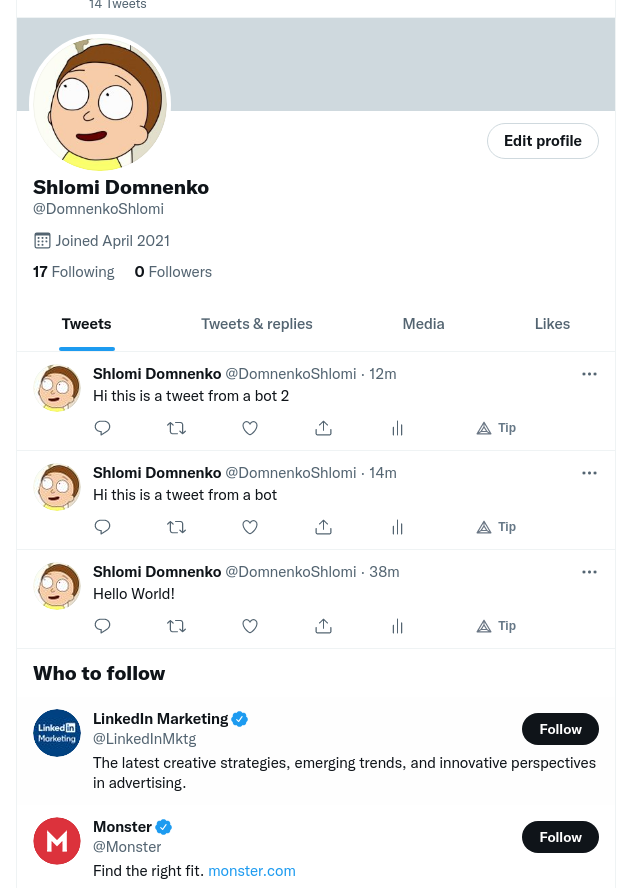 14 Tweets
Edit profile
Shlomi Domnenko
@DomnenkoShlomi
Joined April 2021
17 Following 0 Followers
Tweets Tweets & replies Media Likes
Shlomi Domnenko @DomnenkoShlomi · 12m
Hi this is a tweet from a bot 2
Tip
Shlomi Domnenko @DomnenkoShlomi · 14m
Hi this is a tweet from a bot
Tip
Shlomi Domnenko @DomnenkoShlomi · 38m
Hello World!
Tip
Who to follow
Linked in
Marketing
LinkedIn Marketing
@LinkedInMktg
Follow
The latest creative strategies, emerging trends, and innovative perspectives
in advertising.
M
Monster
@Monster
Follow
Find the right fit. monster.com